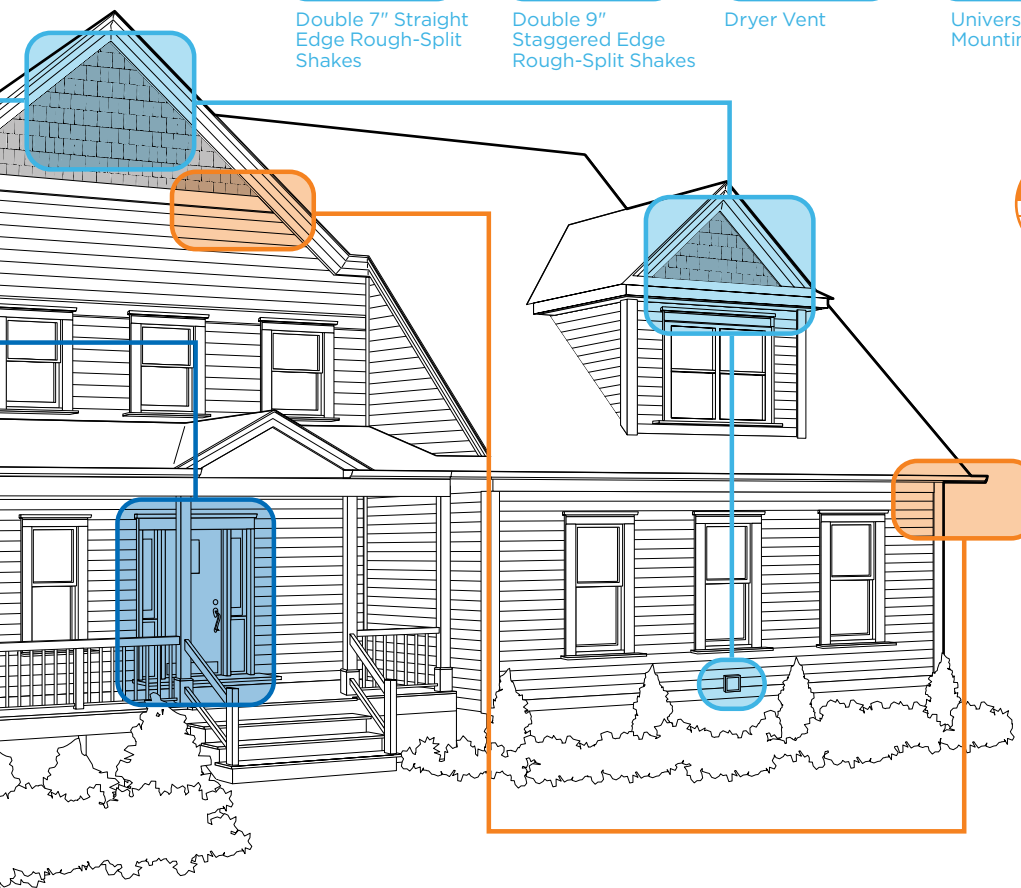 Double 7" Straight
Edge Rough-Split
Shakes
Double 9"
Staggered Edge
Rough-Split Shakes
Dryer Vent